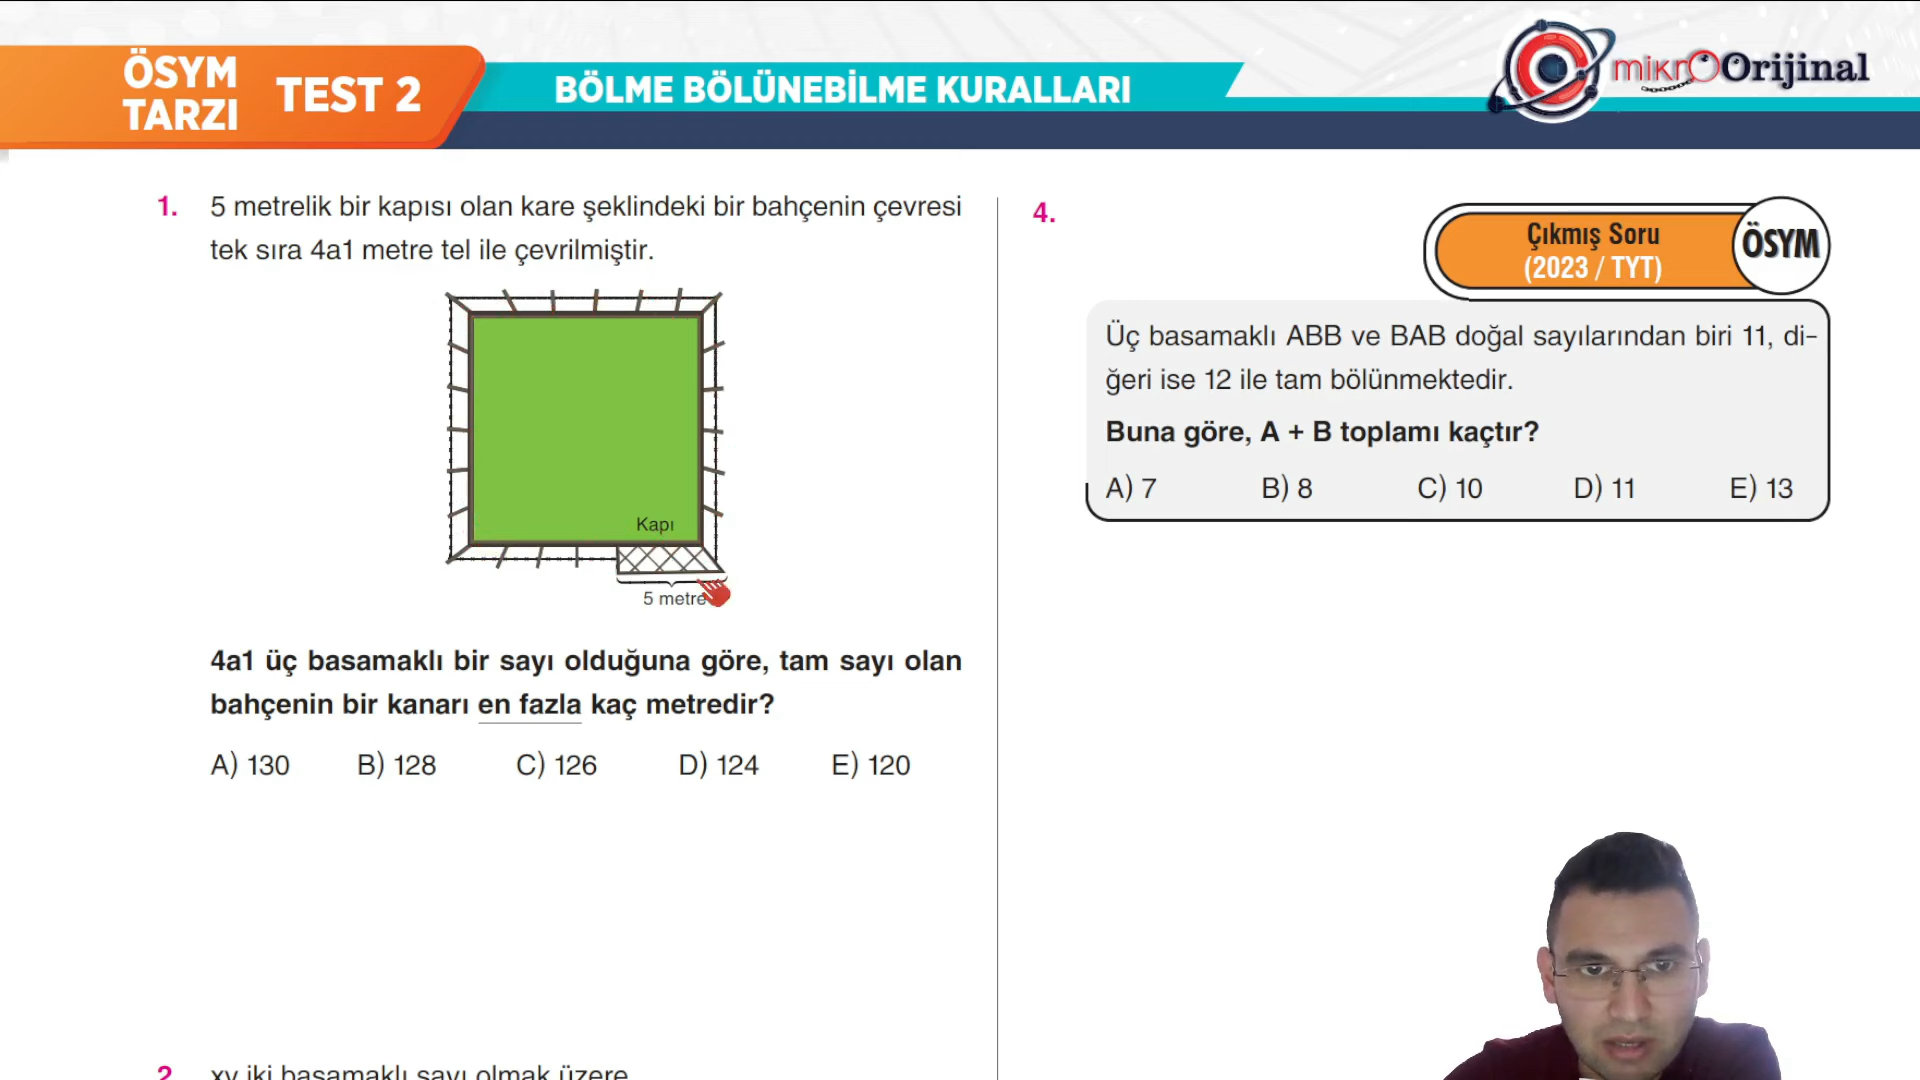 ÖSYM
TARZI
TEST 2
BÖLME BÖLÜNEBİLME KURALLARI
mikrOOrijinal
1. 5 metrelik bir kapısı olan kare şeklindeki bir bahçenin çevresi
tek sıra 4a1 metre tel ile çevrilmiştir.
Kapı
5 metre
4a1 üç basamaklı bir sayı olduğuna göre, tam sayı olan
bahçenin bir kanarı en fazla kaç metredir?
A) 130 B) 128 C) 126 D) 124 E) 120
2. xy iki basamaklı sayı olmak üzere
4.
Çıkmış Soru
(2023 / TYT)
ÖSYM
Üç basamaklı ABB ve BAB doğal sayılarından biri 11, di-
ğeri ise 12 ile tam bölünmektedir.
Buna göre, A + B toplamı kaçtır?
A) 7 B) 8 C) 10 D) 11 E) 13